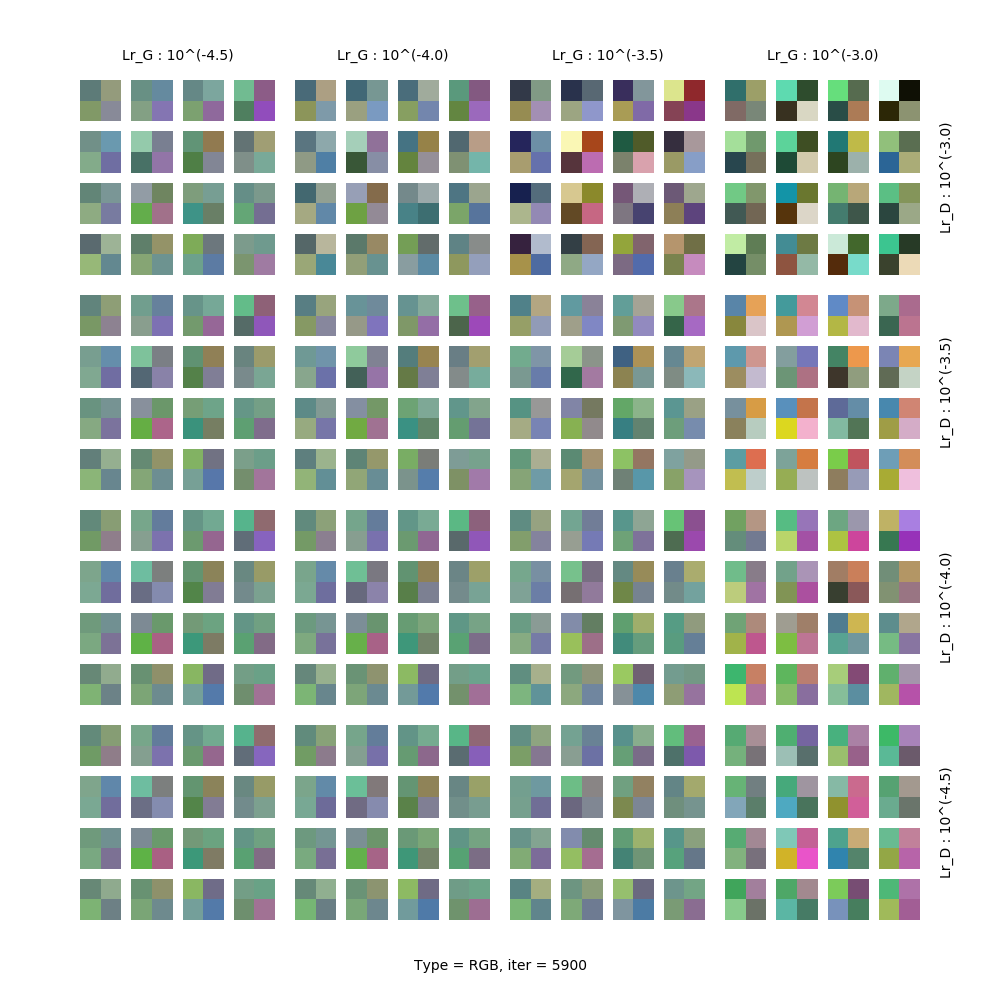 Lr_G : 10^(-4.5)
Lr_G : 10^(-4.0)
Lr_G : 10^(-3.5)
Lr_G : 10^(-3.0)
Lr_D : 10^(-3.0)
Lr_D : 10^(-3.5)
Lr_D : 10^(-4.0)
Lr_D : 10^(-4.5)
Type = RGB, iter = 5900